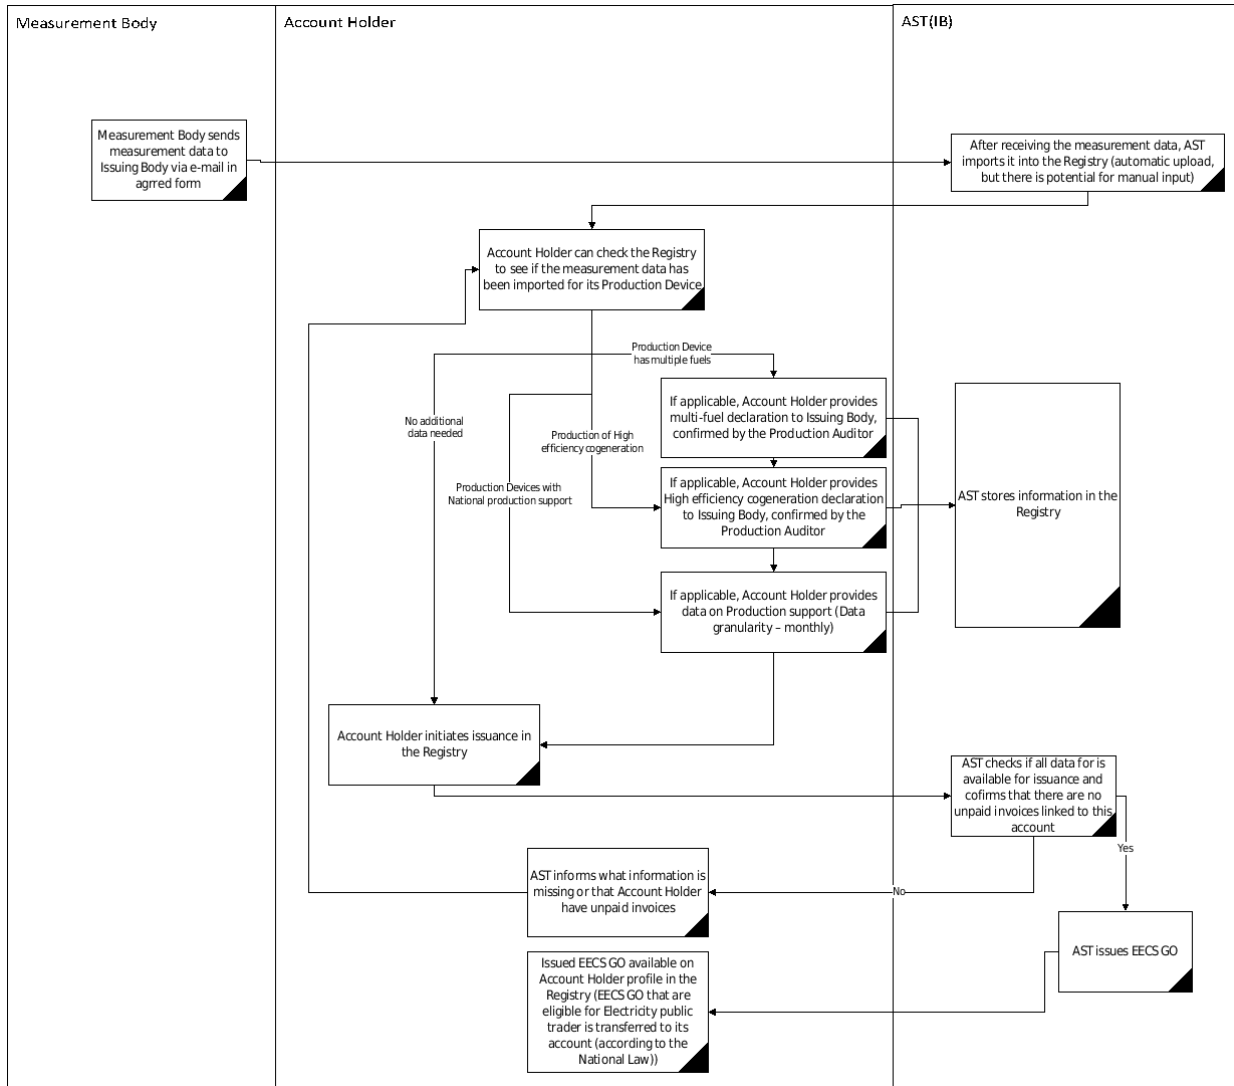 Measurement Body
Account Holder
AST(IB)
Measurement Body sends
measurement data to
Issuing Body via e-mail in
agrred form
After receiving the measurement data, AST
imports it into the Registry (automatic upload,
but there is potential for manual input)
Account Holder can check the Registry
to see if the measurement data has
been imported for its Production Device
Production Device
has multiple fuels
If applicable, Account Holder provides
multi-fuel declaration to Issuing Body,
confirmed by the Production Auditor
No additional
data needed
Production of High
efficiency cogeneration
Production Devices with
National production support
If applicable, Account Holder provides
High efficiency cogeneration declaration
to Issuing Body, confirmed by the
Production Auditor
AST stores information in the
Registry
If applicable, Account Holder provides
data on Production support (Data
granularity – monthly)
Account Holder initiates issuance in
the Registry
AST checks if all data for is
available for issuance and
cofirms that there are no
unpaid invoices linked to this
account
Yes
No
AST informs what information is
missing or that Account Holder
have unpaid invoices
AST issues EECS GO
Issued EECS GO available on
Account Holder profile in the
Registry (EECS GO that are
eligible for Electricity public
trader is transferred to its
account (according to the
National Law))